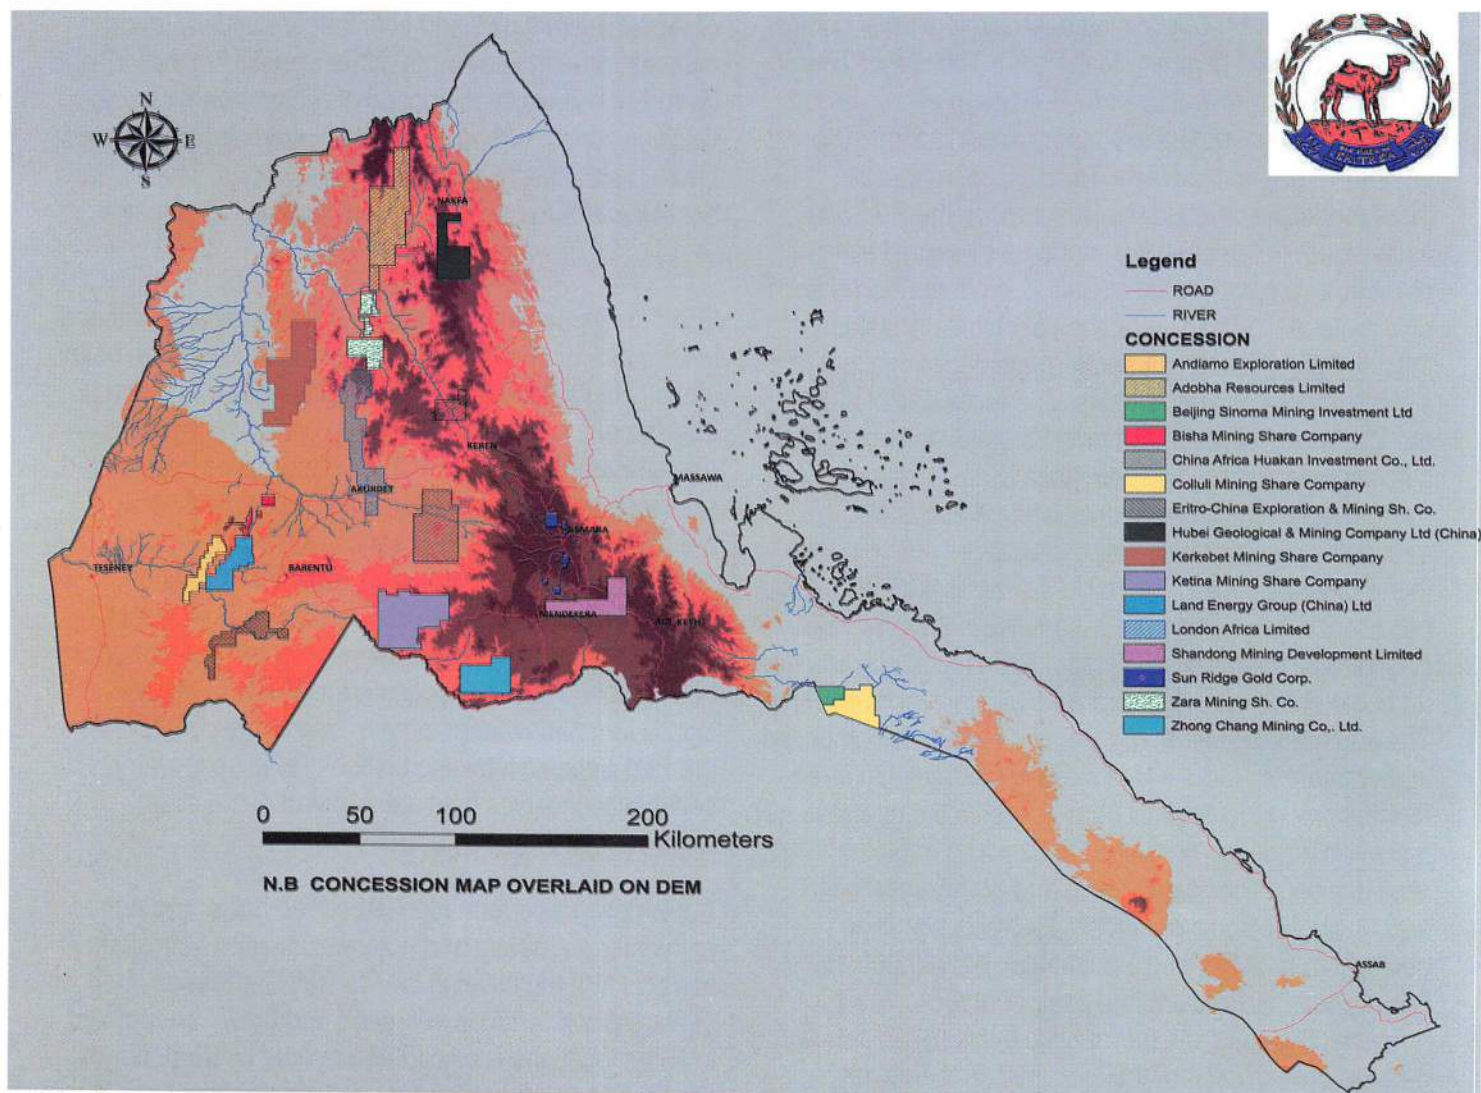 N
W E
S
NAKFA
KEREN
AKURDET
MASSAWA
ASMARA
TESENEY
BARENTU
MENDEFERA
ADI KEYH
ASSAB
ERITREA
Legend
ROAD
RIVER
CONCESSION
Andiamo Exploration Limited
Adobha Resources Limited
Beijing Sinoma Mining Investment Ltd
Bisha Mining Share Company
China Africa Huakan Investment Co., Ltd.
Colluli Mining Share Company
Eritro-China Exploration & Mining Sh. Co.
Hubei Geological & Mining Company Ltd (China)
Kerkebet Mining Share Company
Ketina Mining Share Company
Land Energy Group (China) Ltd
London Africa Limited
Shandong Mining Development Limited
Sun Ridge Gold Corp.
Zara Mining Sh. Co.
Zhong Chang Mining Co,. Ltd.
0 50 100 200
Kilometers
N.B CONCESSION MAP OVERLAID ON DEM